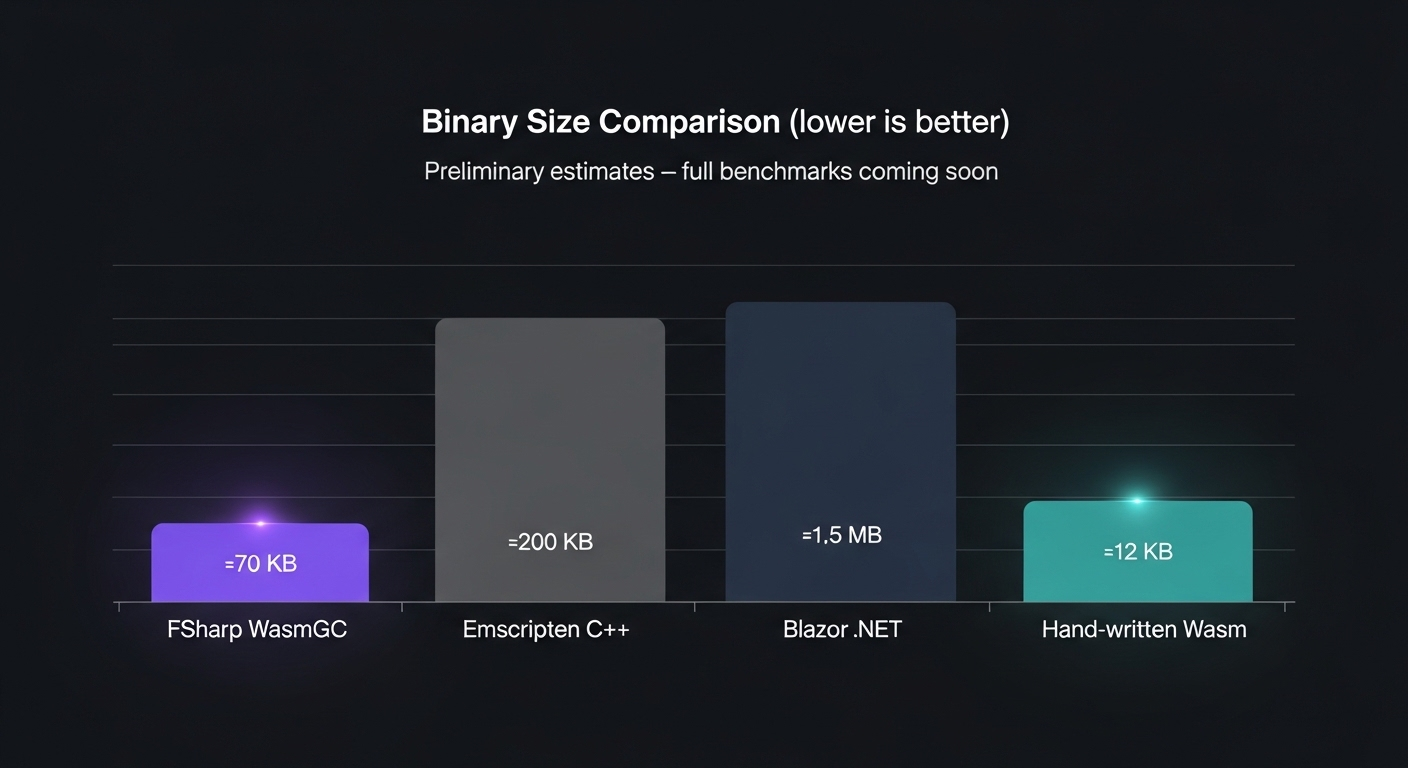 Binary Size Comparison (lower is better)
Preliminary estimates – full benchmarks coming soon
=70 KB
=200 KB
=1,5 MB
=12 KB
FSharp WasmGC
Emscripten C++
Blazor .NET
Hand-written Wasm